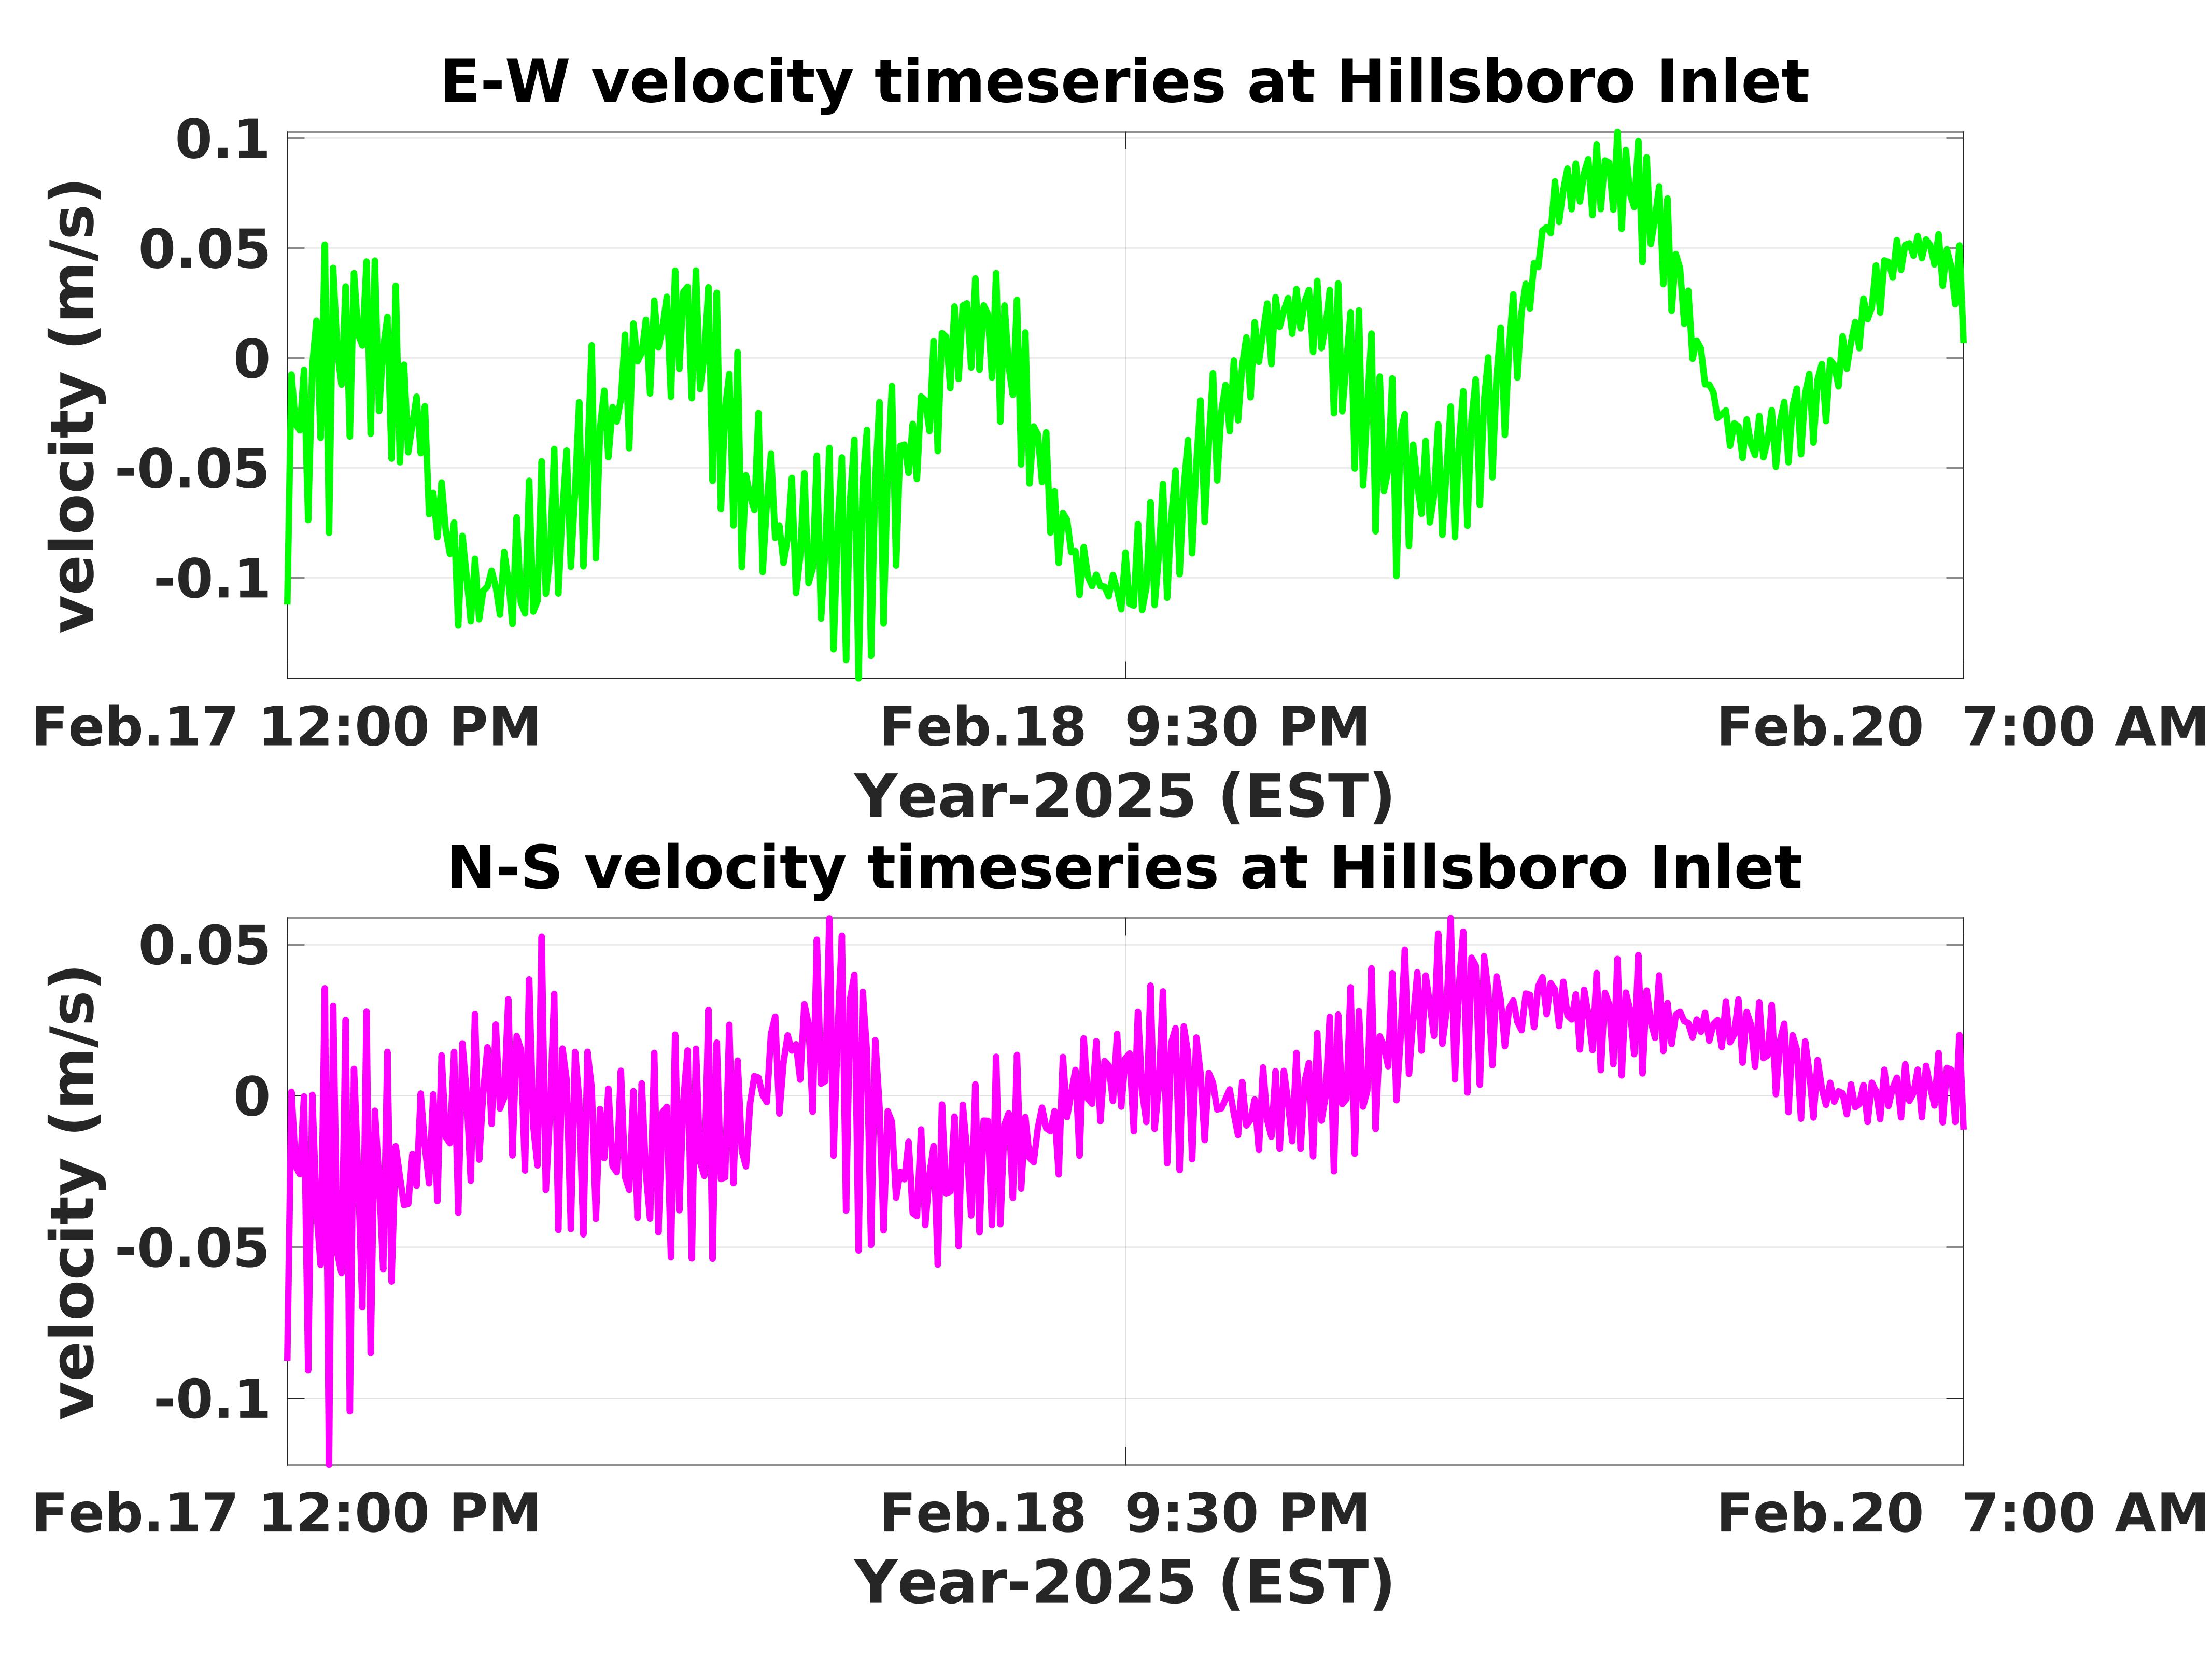 E-W velocity timeseries at Hillsboro Inlet
velocity (m/s)
0.1
0.05
0
-0.05
-0.1
Feb.17 12:00 PM
Feb.18  9:30 PM
Feb.20  7:00 AM
Year-2025 (EST)
N-S velocity timeseries at Hillsboro Inlet
velocity (m/s)
0.05
0
-0.05
-0.1
Feb.17 12:00 PM
Feb.18  9:30 PM
Feb.20  7:00 AM
Year-2025 (EST)